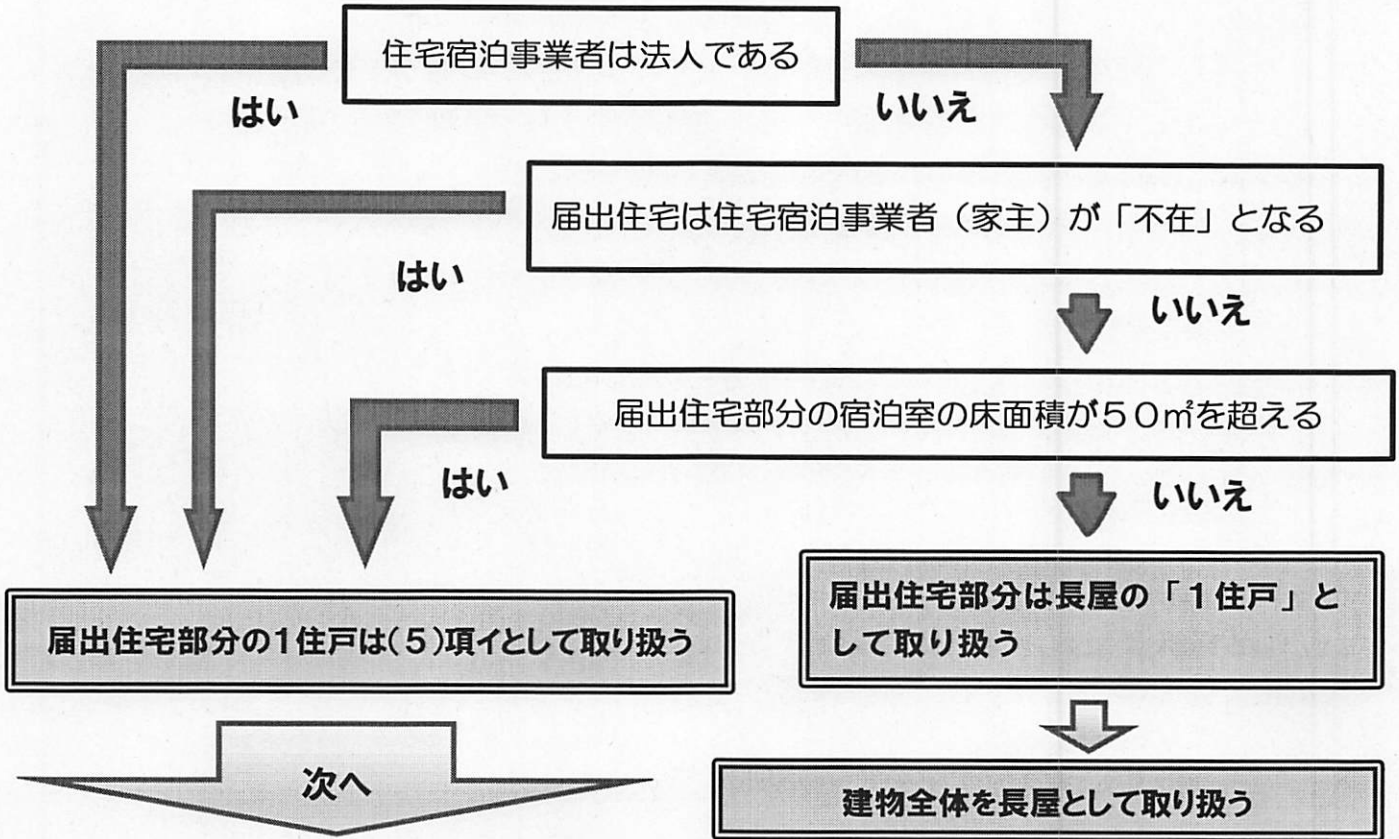 住宅宿泊事業者は法人である
はい
いいえ
届出住宅は住宅宿泊事業者（家主）が「不在」となる
はい
いいえ
届出住宅部分の宿泊室の床面積が５０㎡を超える
はい
いいえ
届出住宅部分の１住戸は(５)項イとして取り扱う
届出住宅部分は長屋の「１住戸」と
して取り扱う
次へ
建物全体を長屋として取り扱う